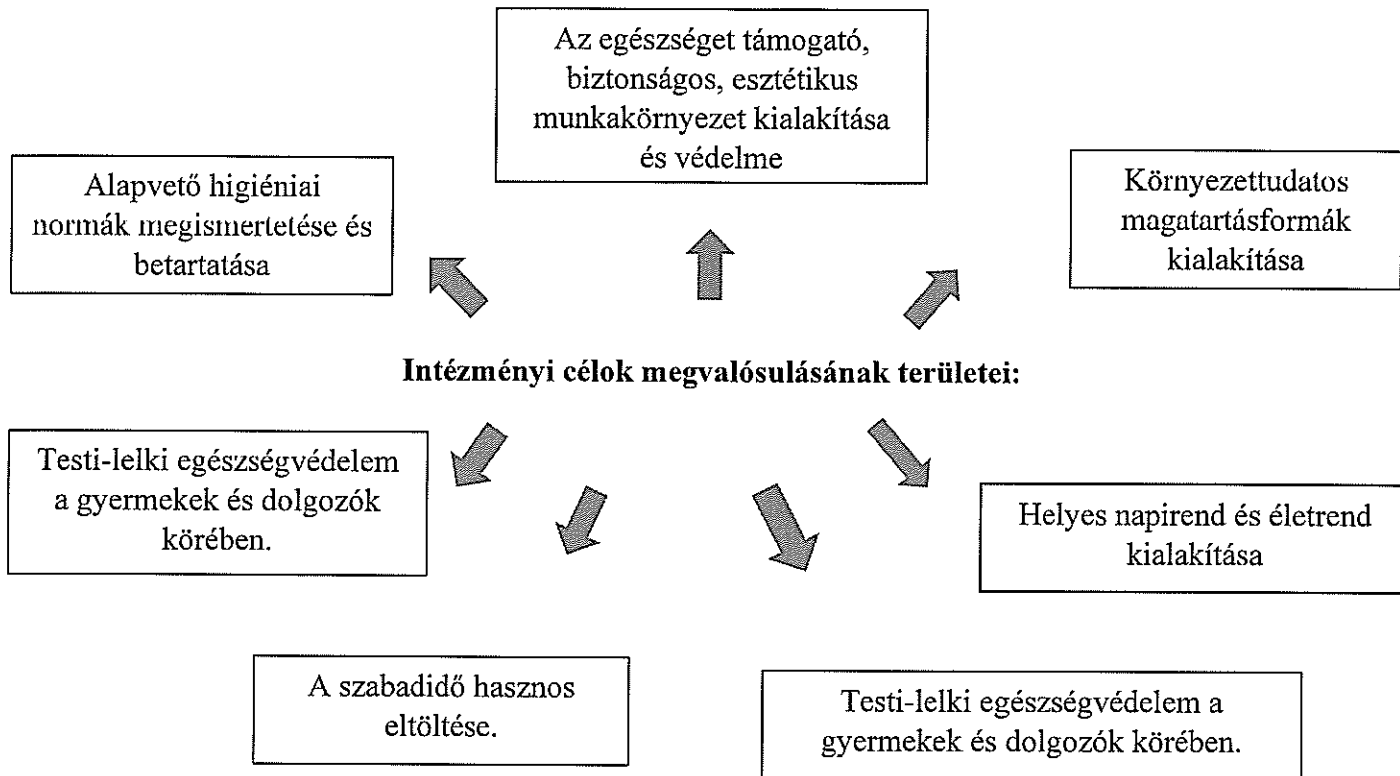 Az egészséget támogató,
biztonságos, esztétikus
munkakörnyezet kialakítása
és védelme
Alapvető higiéniai
normák megismertetése és
betartatása
Környezettudatos
magatartásformák
kialakítása
Intézményi célok megvalósulásának területei:
Testi-lelki egészségvédelem
a gyermekek és dolgozók
körében.
Helyes napirend és életrend
kialakítása
A szabadidő hasznos
eltöltése.
Testi-lelki egészségvédelem a
gyermekek és dolgozók körében.